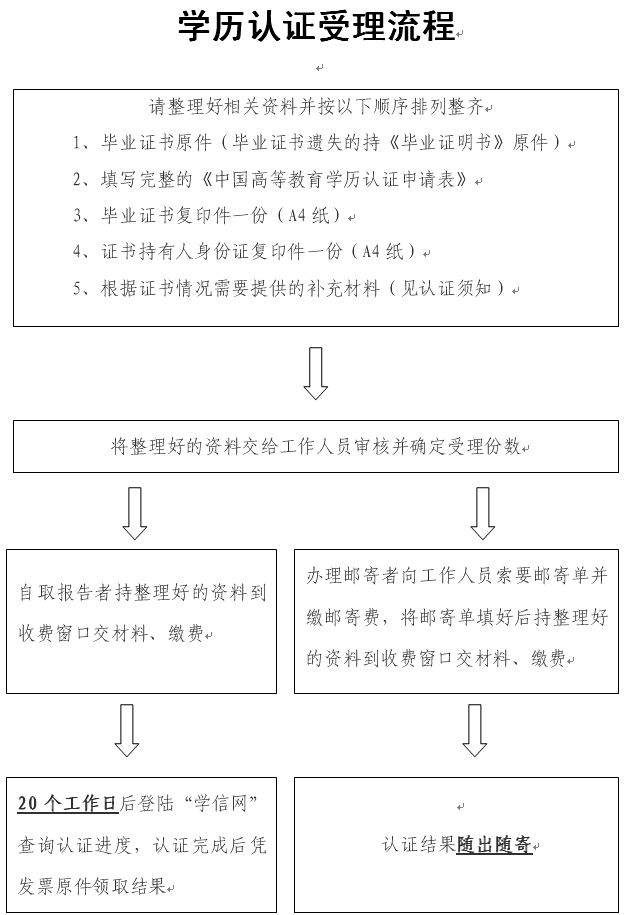 学历认证受理流程
请整理好相关资料并按以下顺序排列整齐
1、毕业证书原件（毕业证书遗失的持《毕业证明书》原件）
2、填写完整的《中国高等教育学历认证申请表》
3、毕业证书复印件一份（A4 纸）
4、证书持有人身份证复印件一份（A4 纸）
5、根据证书情况需要提供的补充材料（见认证须知）
将整理好的资料交给工作人员审核并确定受理份数
自取报告者持整理好的资料到
收费窗口交材料、缴费
办理邮寄者向工作人员索要邮寄单并
缴邮寄费，将邮寄单填好后持整理好
的资料到收费窗口交材料、缴费
20 个工作日后登陆“学信网”
查询认证进度，认证完成后凭
发票原件领取结果
认证结果随出随寄